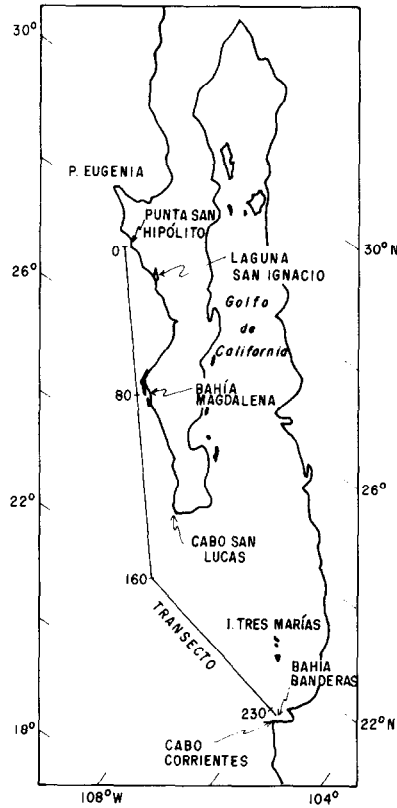 30°
P. EUGENIA
PUNTA SAN
HIPÓLITO
0
30°N
26°
LAGUNA
SAN IGNACIO
Golfo
de
California
80
BAHÍA
MAGDALENA
22°
26°
CABO SAN
LUCAS
160
TRANSECTO
I. TRES MARÍAS
BAHÍA
BANDERAS
230
22°N
18°
CABO
CORRIENTES
108°W
104°